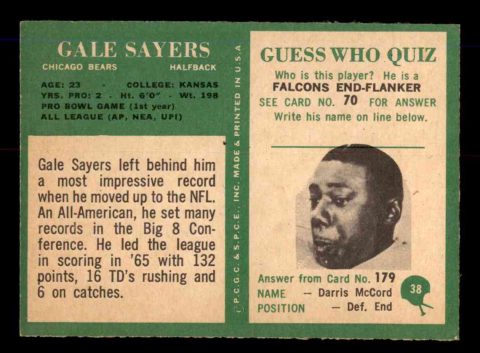 GALE SAYERS
CHICAGO BEARS HALFBACK
AGE: 23 - COLLEGE: KANSAS
YRS. PRO: 2 - Ht. 6'0" - Wt. 198
PRO BOWL GAME (1st year)
ALL LEAGUE (AP, NEA, UPI)
Gale Sayers left behind him
a most impressive record
when he moved up to the NFL.
An All-American, he set many
records in the Big 8 Con-
ference. He led the league
in scoring in '65 with 132
points, 16 TD's rushing and
6 on catches.
P.C.G.C. & S.P.C.E., INC. MADE & PRINTED IN U.S.A.
GUESS WHO QUIZ
Who is this player? He is a
FALCONS END-FLANKER
SEE CARD NO. 70 FOR ANSWER
Write his name on line below.
Answer from Card No. 179
NAME — Darris McCord
POSITION — Def. End
38